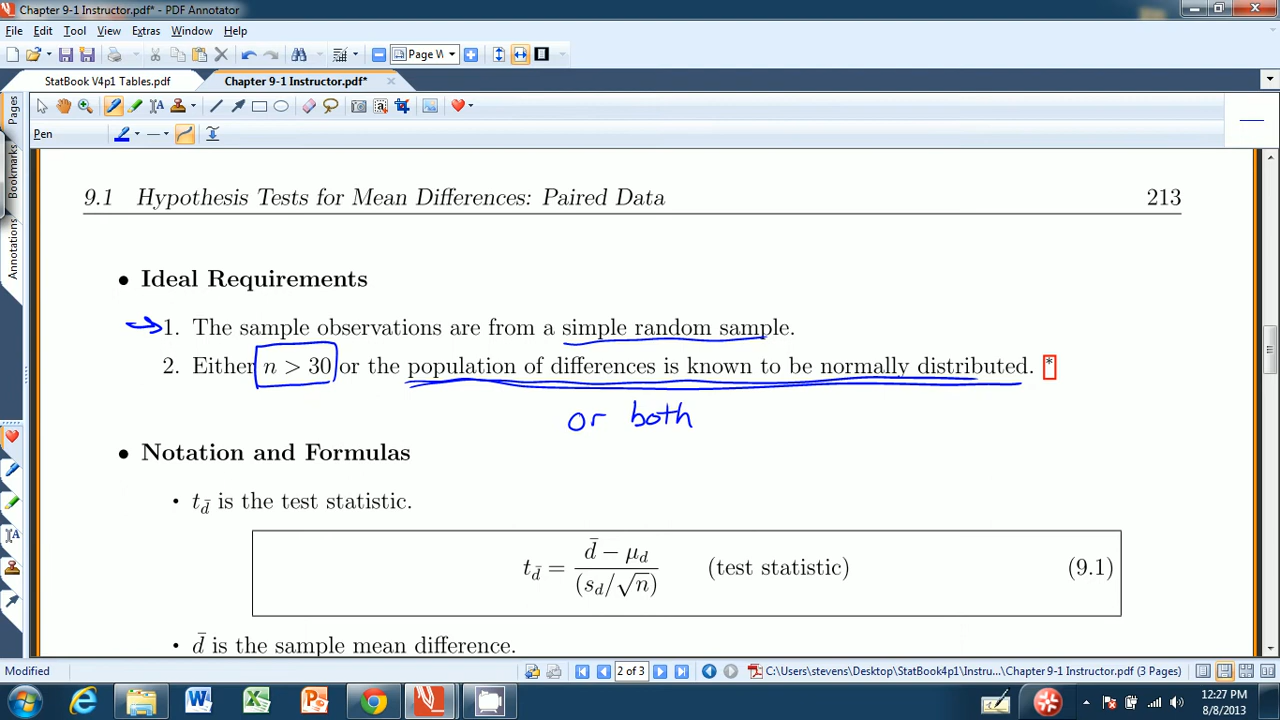 Chapter 9-1 Instructor.pdf* - PDF Annotator
File Edit Tool View Extras Window Help
Page W
StatBook V4p1 Tables.pdf Chapter 9-1 Instructor.pdf*
Pen
Pages
Bookmarks
Annotations
9.1 Hypothesis Tests for Mean Differences: Paired Data 213
• Ideal Requirements
1. The sample observations are from a simple random sample.
2. Either n > 30 or the population of differences is known to be normally distributed. *
or both
• Notation and Formulas
• t_d̄ is the test statistic.
t_d̄ = (d̄ − μ_d) / (s_d/√n) (test statistic) (9.1)
• d̄ is the sample mean difference.
Modified 2 of 3 C:\Users\stevens\Desktop\StatBook4p1\Instru...\Chapter 9-1 Instructor.pdf (3 Pages)
12:27 PM
8/8/2013